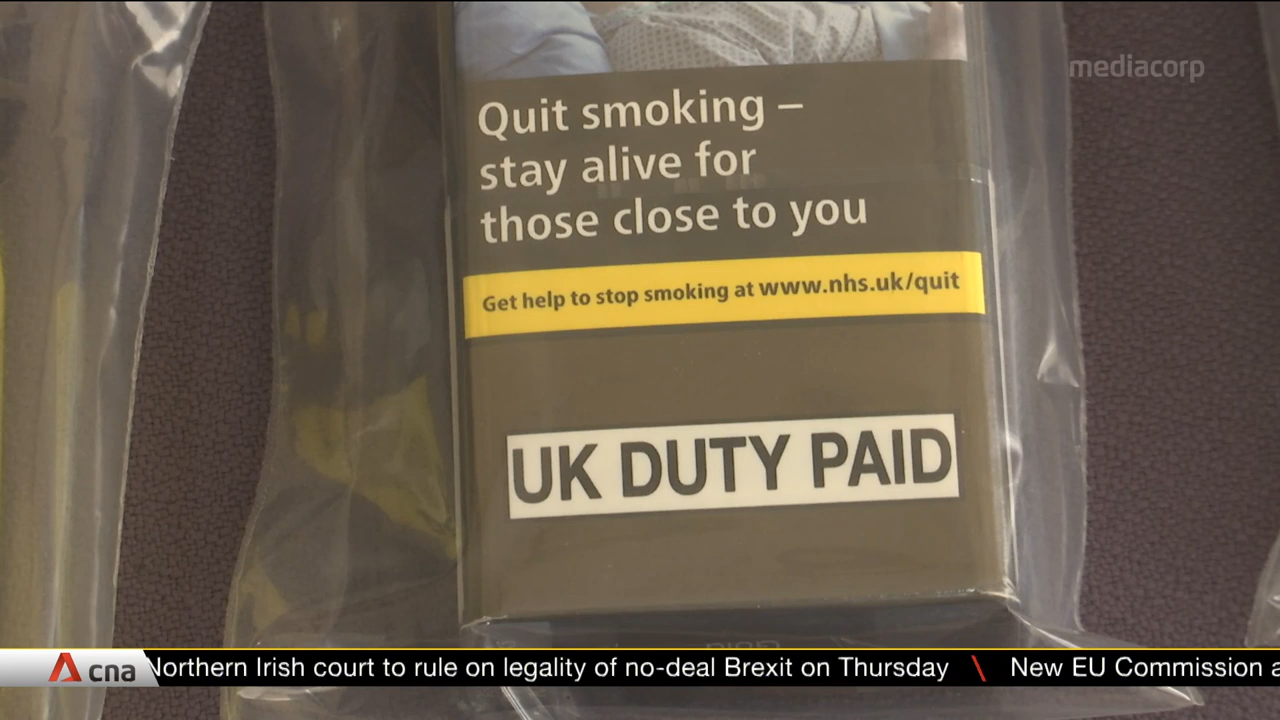 mediacorp
Quit smoking –
stay alive for
those close to you
Get help to stop smoking at www.nhs.uk/quit
UK DUTY PAID
cna
Northern Irish court to rule on legality of no-deal Brexit on Thursday \ New EU Commission